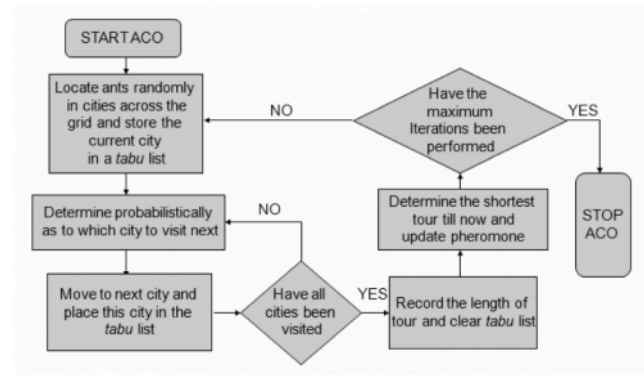 START ACO
Locate ants randomly
in cities across the
grid and store the
current city
in a tabu list
Determine probabilistically
as to which city to visit next
Move to next city and
place this city in the
tabu list
NO
Have all
cities been
visited
YES
Record the length of
tour and clear tabu list
Determine the shortest
tour till now and
update pheromone
Have the
maximum
Iterations been
performed
NO
YES
STOP
ACO